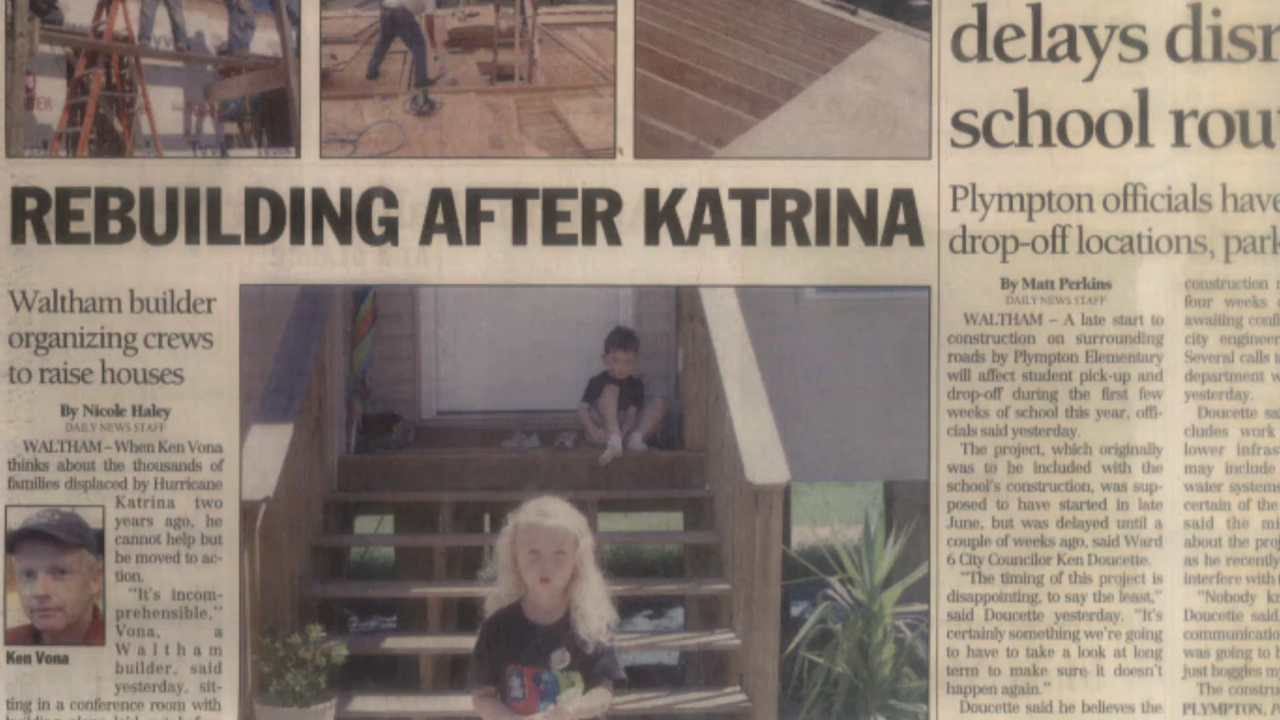 REBUILDING AFTER KATRINA
Waltham builder
organizing crews
to raise houses
By Nicole Haley
DAILY NEWS STAFF
WALTHAM – When Ken Vona
thinks about the thousands of
families displaced by Hurricane
Katrina two
years ago, he
cannot help but
be moved to ac-
tion.
"It's incom-
prehensible,"
Vona, a
Waltham
builder, said
yesterday, sit-
ting in a conference room with
Ken Vona
delays disr
school rou
Plympton officials have
drop-off locations, park
By Matt Perkins
DAILY NEWS STAFF
WALTHAM – A late start to
construction on surrounding
roads by Plympton Elementary
will affect student pick-up and
drop-off during the first few
weeks of school this year, offi-
cials said yesterday.
The project, which originally
was to be included with the
school's construction, was sup-
posed to have started in late
June, but was delayed until a
couple of weeks ago, said Ward
6 City Councilor Ken Doucette.
"The timing of this project is
disappointing, to say the least,"
said Doucette yesterday. "It's
certainly something we're going
to have to take a look at long
term to make sure it doesn't
happen again."
Doucette said he believes the
construction
four weeks
awaiting
city engineer
Several calls
department
yesterday.
Doucette
cludes work
lower infras
may include
water systems
certain of the
said the
about the
as he recently
interfere with
"Nobody
Doucette said
communicatio
was going to
just boggles
The constru
PLYMPTON,